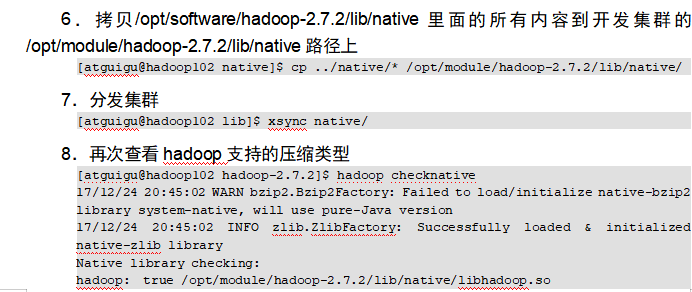 6．拷贝/opt/software/hadoop-2.7.2/lib/native 里面的所有内容到开发集群的
/opt/module/hadoop-2.7.2/lib/native 路径上
[atguigu@hadoop102 native]$ cp ../native/* /opt/module/hadoop-2.7.2/lib/native/
7．分发集群
[atguigu@hadoop102 lib]$ xsync native/
8．再次查看 hadoop 支持的压缩类型
[atguigu@hadoop102 hadoop-2.7.2]$ hadoop checknative
17/12/24 20:45:02 WARN bzip2.Bzip2Factory: Failed to load/initialize native-bzip2
library system-native, will use pure-Java version
17/12/24 20:45:02 INFO zlib.ZlibFactory: Successfully loaded & initialized
native-zlib library
Native library checking:
hadoop: true /opt/module/hadoop-2.7.2/lib/native/libhadoop.so